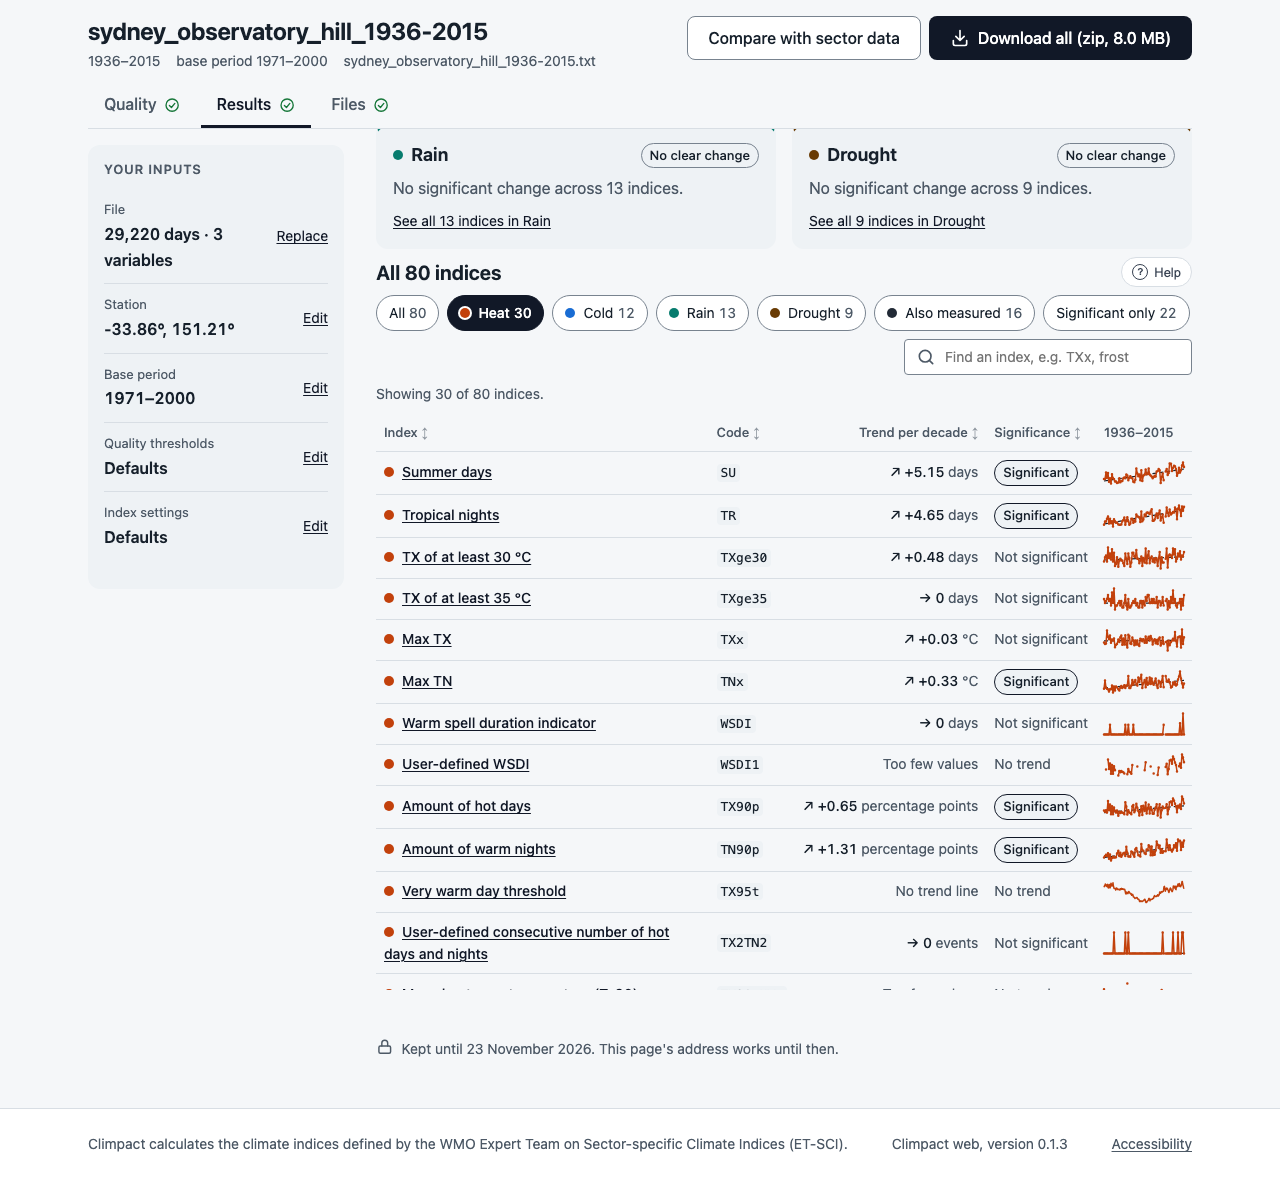 sydney_observatory_hill_1936-2015
1936–2015 base period 1971–2000 sydney_observatory_hill_1936-2015.txt
Compare with sector data
Download all (zip, 8.0 MB)
Quality
Results
Files
YOUR INPUTS
File
29,220 days · 3 variables
Replace
Station
-33.86°, 151.21°
Edit
Base period
1971–2000
Edit
Quality thresholds
Defaults
Edit
Index settings
Defaults
Edit
Rain
No clear change
No significant change across 13 indices.
See all 13 indices in Rain
Drought
No clear change
No significant change across 9 indices.
See all 9 indices in Drought
All 80 indices
Help
All 80
Heat 30
Cold 12
Rain 13
Drought 9
Also measured 16
Significant only 22
Find an index, e.g. TXx, frost
Showing 30 of 80 indices.
Index Code Trend per decade Significance 1936–2015
Summer days SU ↗ +5.15 days Significant
Tropical nights TR ↗ +4.65 days Significant
TX of at least 30 °C TXge30 ↗ +0.48 days Not significant
TX of at least 35 °C TXge35 → 0 days Not significant
Max TX TXx ↗ +0.03 °C Not significant
Max TN TNx ↗ +0.33 °C Significant
Warm spell duration indicator WSDI → 0 days Not significant
User-defined WSDI WSDI1 Too few values No trend
Amount of hot days TX90p ↗ +0.65 percentage points Significant
Amount of warm nights TN90p ↗ +1.31 percentage points Significant
Very warm day threshold TX95t No trend line No trend
User-defined consecutive number of hot days and nights TX2TN2 → 0 events Not significant
Kept until 23 November 2026. This page's address works until then.
Climpact calculates the climate indices defined by the WMO Expert Team on Sector-specific Climate Indices (ET-SCI).
Climpact web, version 0.1.3
Accessibility